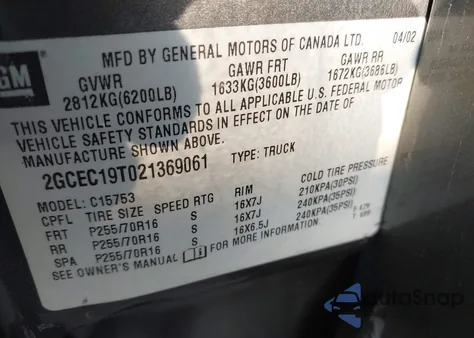 GM
MFD BY GENERAL MOTORS OF CANADA LTD. 04/02
GVWR GAWR FRT GAWR RR
2812KG(6200LB) 1633KG(3600LB) 1672KG(3686LB)
THIS VEHICLE CONFORMS TO ALL APPLICABLE U.S. FEDERAL MOTOR
VEHICLE SAFETY STANDARDS IN EFFECT ON THE DATE OF
MANUFACTURE SHOWN ABOVE.
2GCEC19T021369061 TYPE: TRUCK
MODEL: C15753
CPFL TIRE SIZE SPEED RTG RIM COLD TIRE PRESSURE
FRT P255/70R16 S 16X7J 210KPA(30PSI)
RR P255/70R16 S 16X7J 240KPA(35PSI)
SPA P255/70R16 S 16X6.5J 240KPA(35PSI)
SEE OWNER'S MANUAL FOR MORE INFORMATION.
AutoSnap